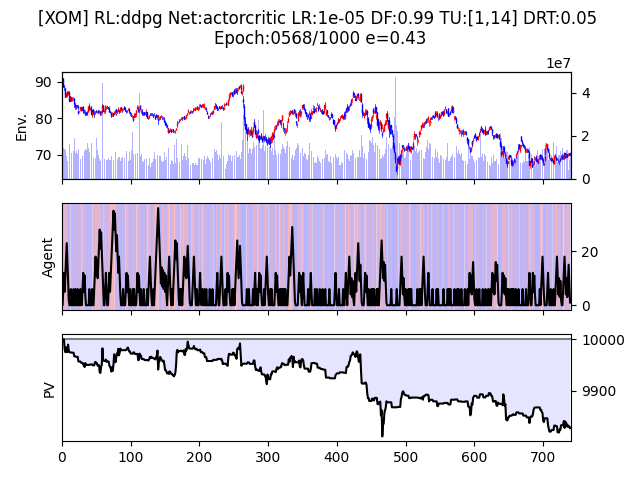 [XOM] RL:ddpg Net:actorcritic LR:1e-05 DF:0.99 TU:[1,14] DRT:0.05
Epoch:0568/1000 e=0.43
1e7
Env.
90
80
70
4
2
0
Agent
20
0
PV
10000
9900
0 100 200 300 400 500 600 700